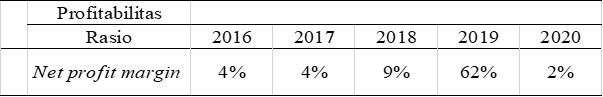 Profitabilitas
Rasio 2016 2017 2018 2019 2020
Net profit margin 4% 4% 9% 62% 2%